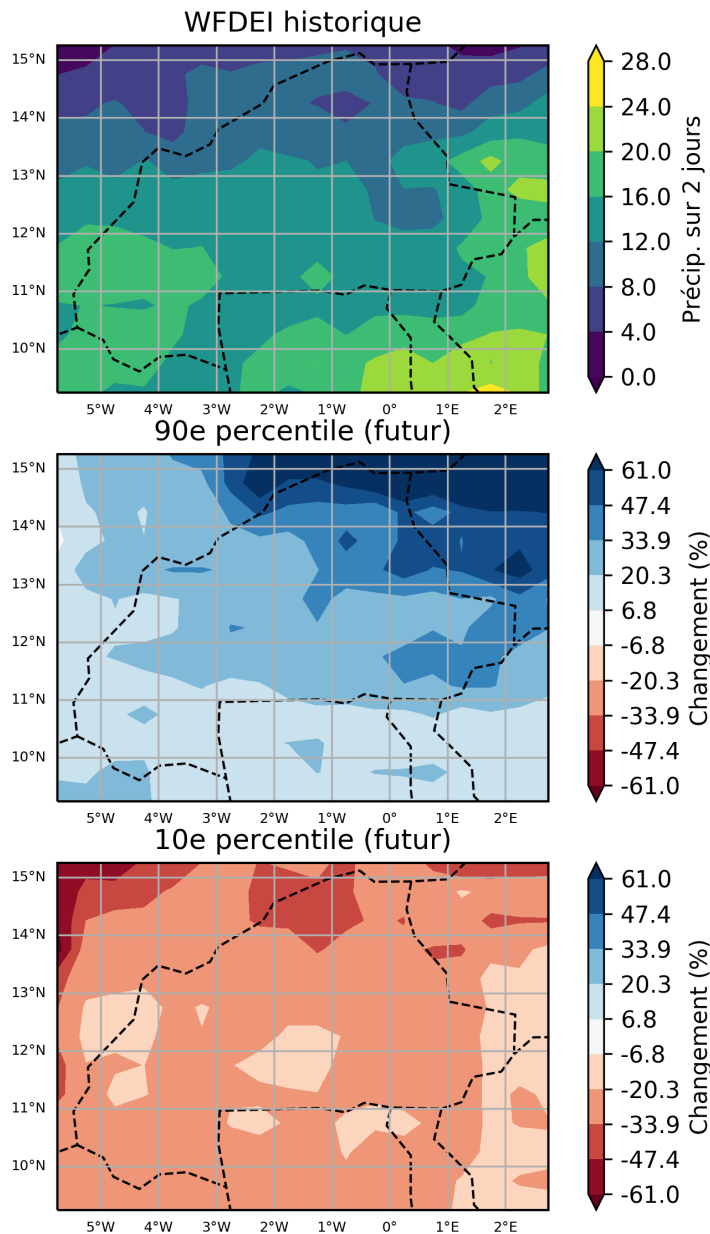 WFDEI historique
15°N
14°N
13°N
12°N
11°N
10°N
5°W 4°W 3°W 2°W 1°W 0° 1°E 2°E
28.0
24.0
20.0
16.0
12.0
8.0
4.0
0.0
Précip. sur 2 jours
90e percentile (futur)
15°N
14°N
13°N
12°N
11°N
10°N
5°W 4°W 3°W 2°W 1°W 0° 1°E 2°E
61.0
47.4
33.9
20.3
6.8
-6.8
-20.3
-33.9
-47.4
-61.0
Changement (%)
10e percentile (futur)
15°N
14°N
13°N
12°N
11°N
10°N
5°W 4°W 3°W 2°W 1°W 0° 1°E 2°E
61.0
47.4
33.9
20.3
6.8
-6.8
-20.3
-33.9
-47.4
-61.0
Changement (%)